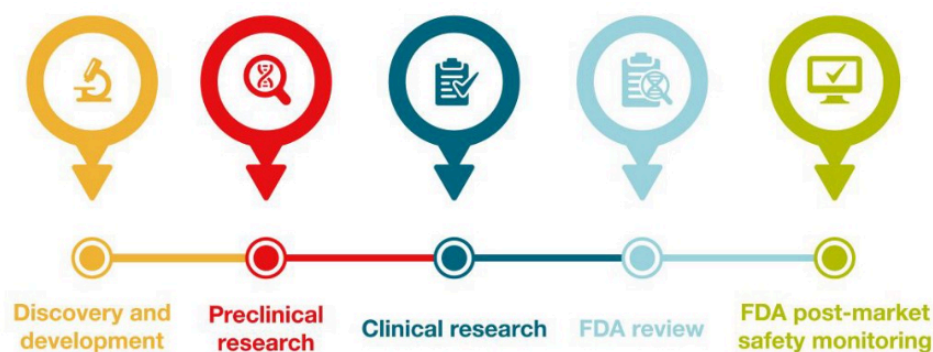 Discovery and
development
Preclinical
research
Clinical research
FDA review
FDA post-market
safety monitoring